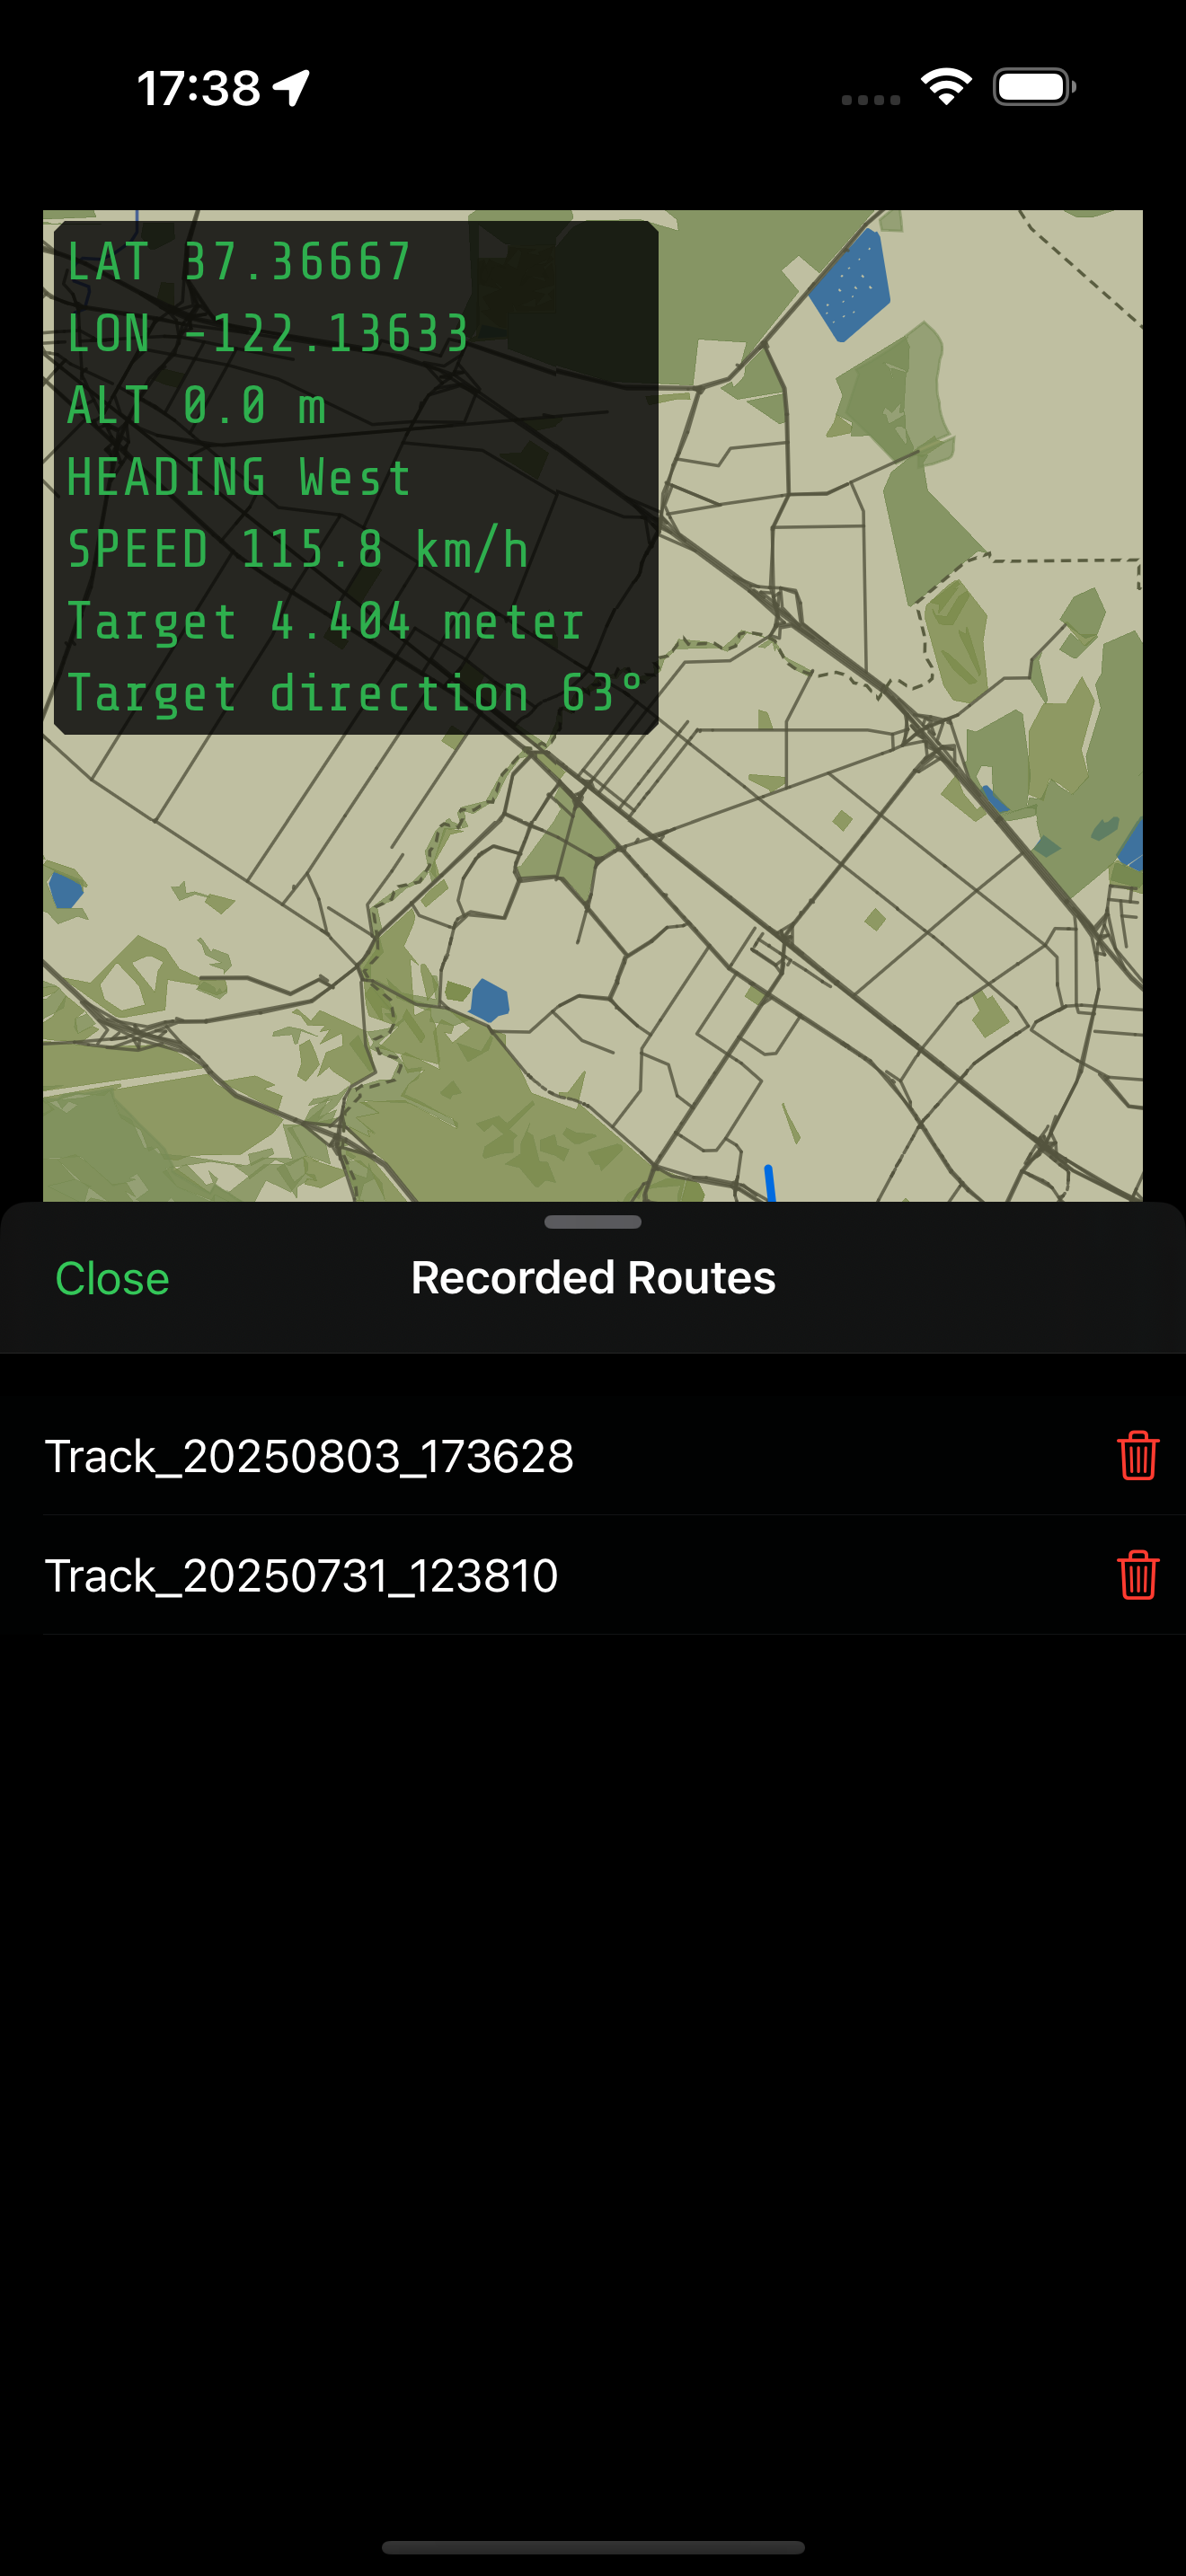 17:38
LAT 37.36667
LON -122.13633
ALT 0.0 m
HEADING West
SPEED 115.8 km/h
Target 4.404 meter
Target direction 63°
Close
Recorded Routes
Track_20250803_173628
Track_20250731_123810